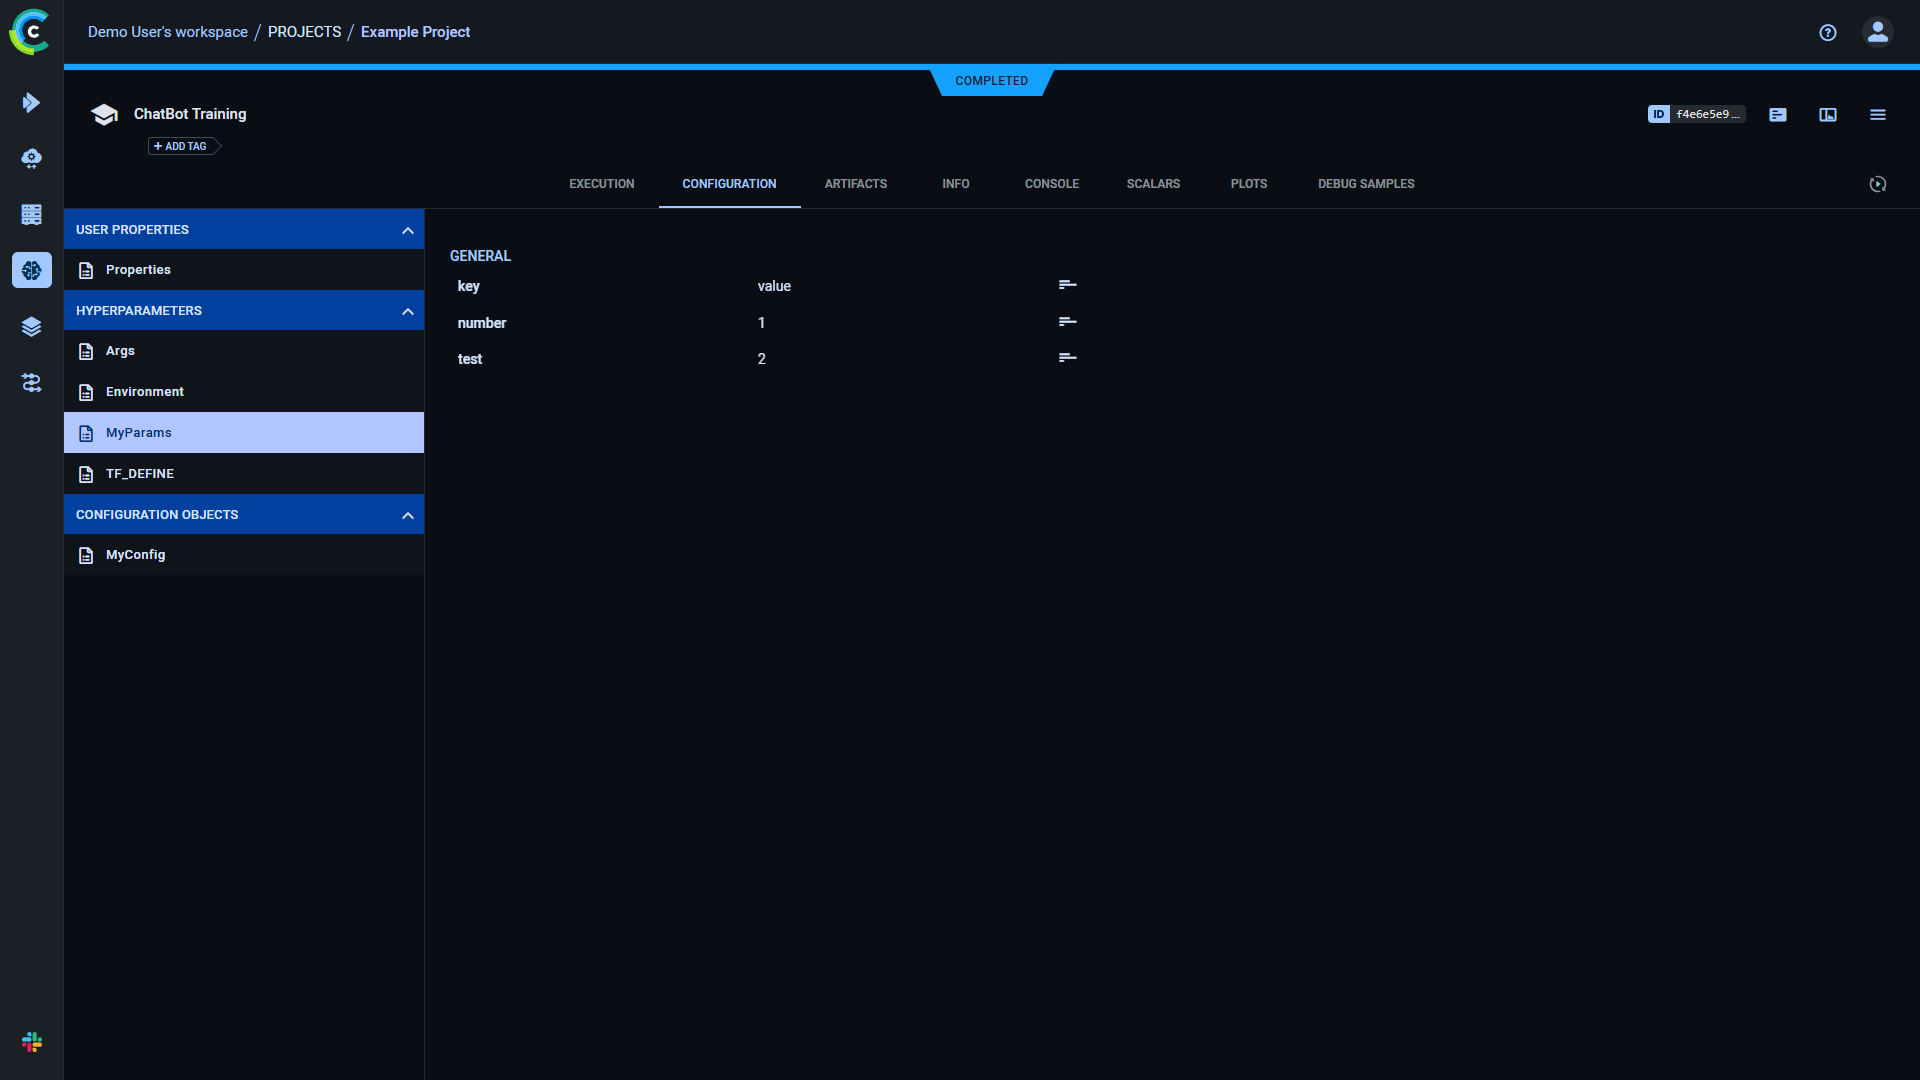 Demo User's workspace / PROJECTS / Example Project
COMPLETED
ChatBot Training
ID f4e6e5e9...
+ ADD TAG
EXECUTION CONFIGURATION ARTIFACTS INFO CONSOLE SCALARS PLOTS DEBUG SAMPLES
USER PROPERTIES
Properties
HYPERPARAMETERS
Args
Environment
MyParams
TF_DEFINE
CONFIGURATION OBJECTS
MyConfig
GENERAL
key value
number 1
test 2